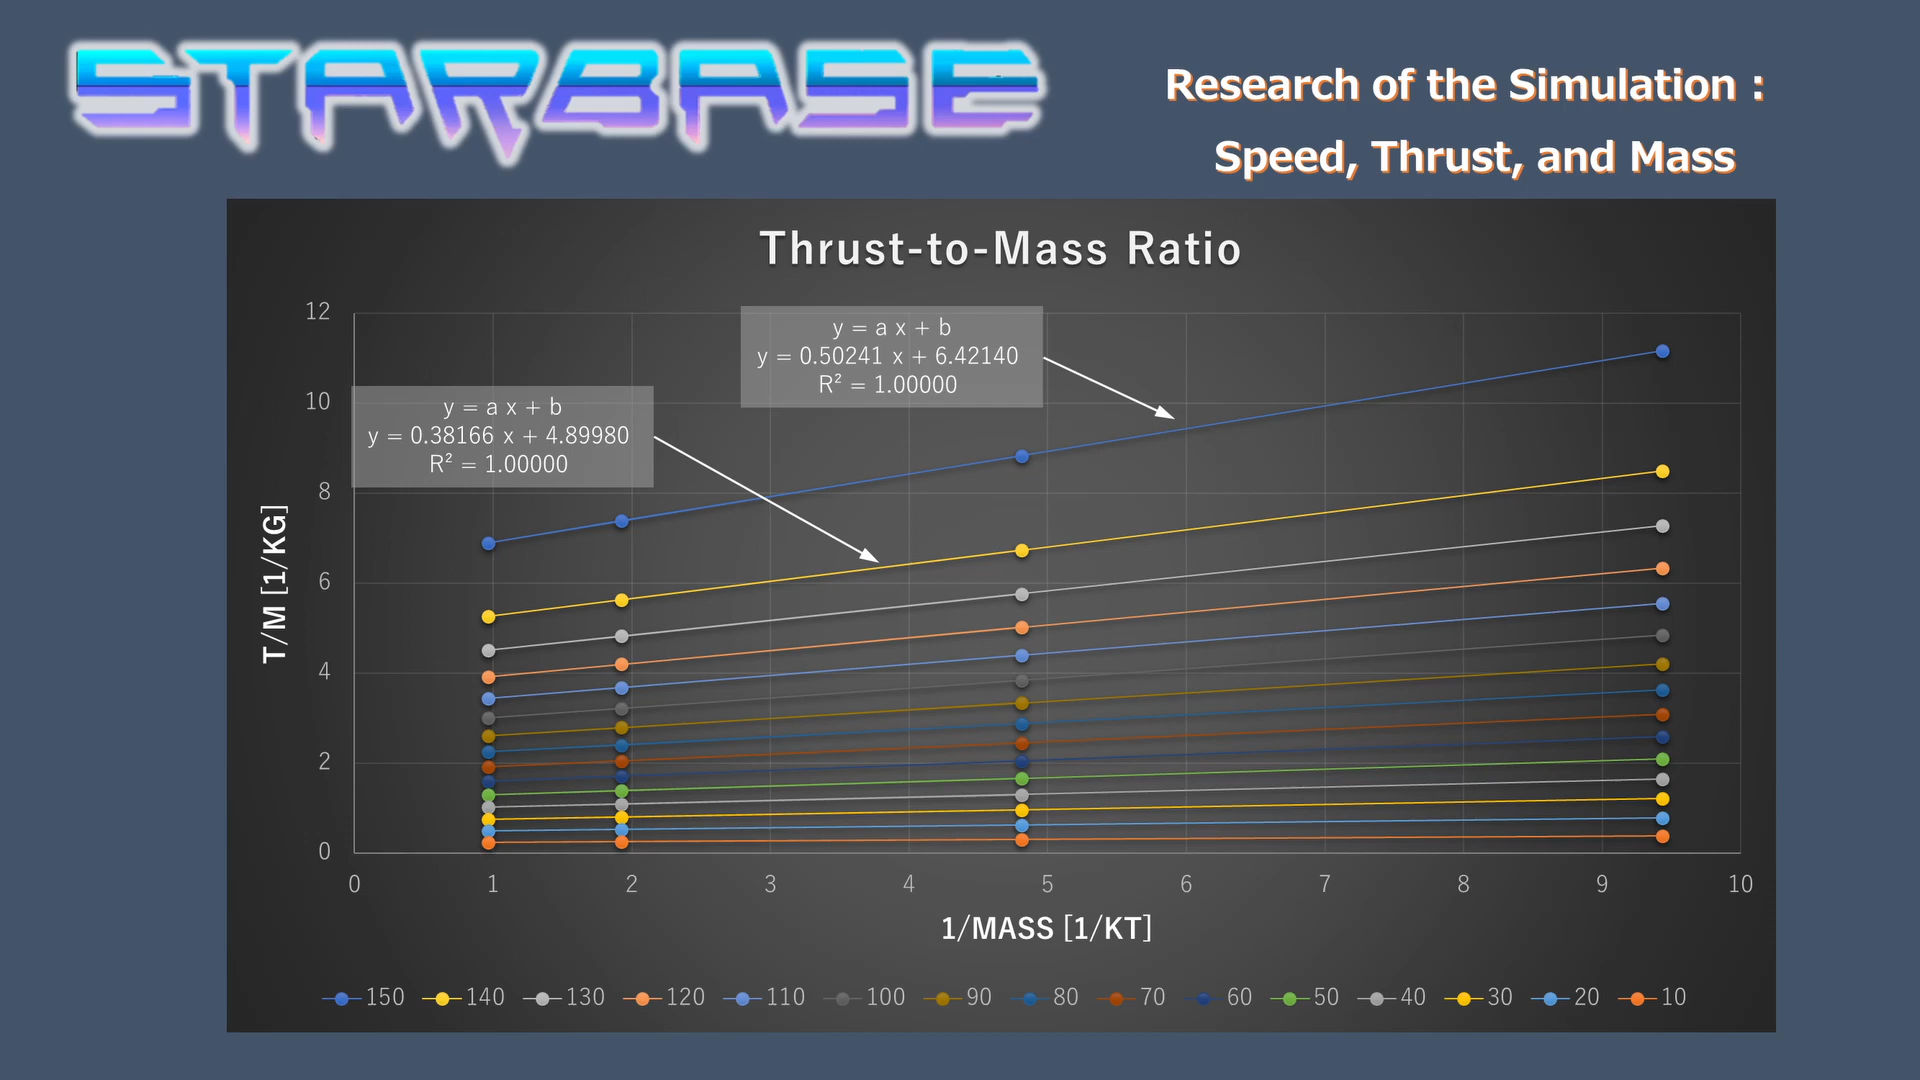 STARBASE
Research of the Simulation :
Speed, Thrust, and Mass
Thrust-to-Mass Ratio
y = a x + b
y = 0.50241 x + 6.42140
R² = 1.00000
y = a x + b
y = 0.38166 x + 4.89980
R² = 1.00000
12
10
8
6
4
2
0
T/M [1/KG]
0 1 2 3 4 5 6 7 8 9 10
1/MASS [1/KT]
150 140 130 120 110 100 90 80 70 60 50 40 30 20 10